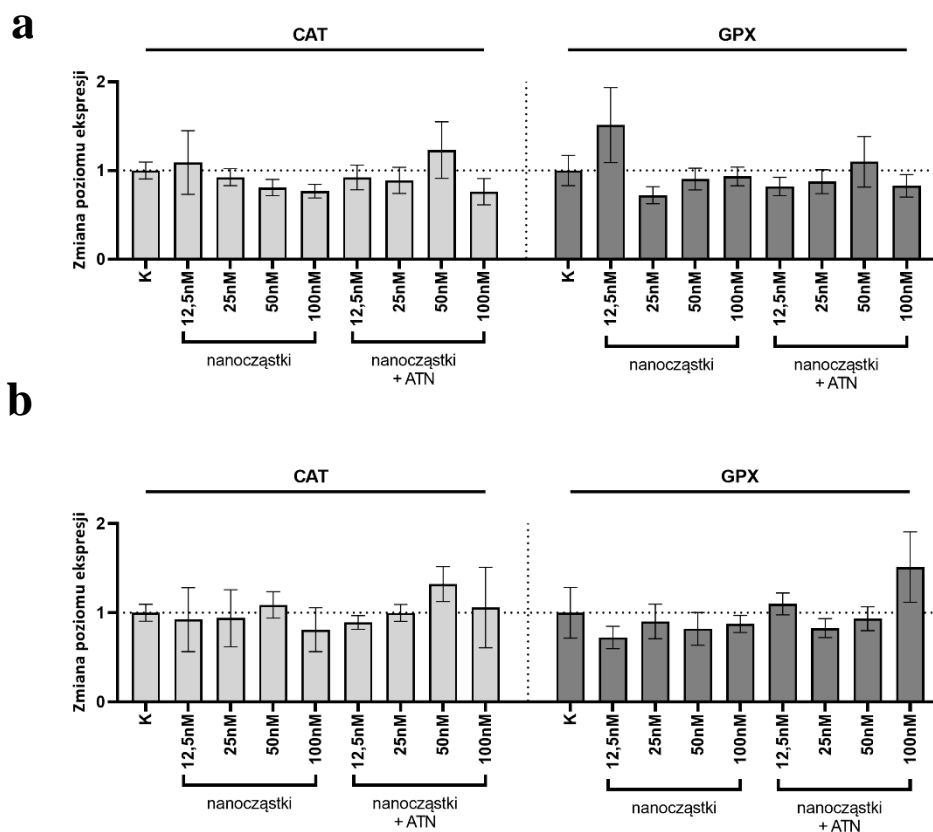 a
CAT
GPX
Zmiana poziomu ekspresji
2
1
0
K
12,5nM
25nM
50nM
100nM
12,5nM
25nM
50nM
100nM
K
12,5nM
25nM
50nM
100nM
12,5nM
25nM
50nM
100nM
nanocząstki
nanocząstki
+ ATN
nanocząstki
nanocząstki
+ ATN
b
CAT
GPX
Zmiana poziomu ekspresji
2
1
0
K
12,5nM
25nM
50nM
100nM
12,5nM
25nM
50nM
100nM
K
12,5nM
25nM
50nM
100nM
12,5nM
25nM
50nM
100nM
nanocząstki
nanocząstki
+ ATN
nanocząstki
nanocząstki
+ ATN